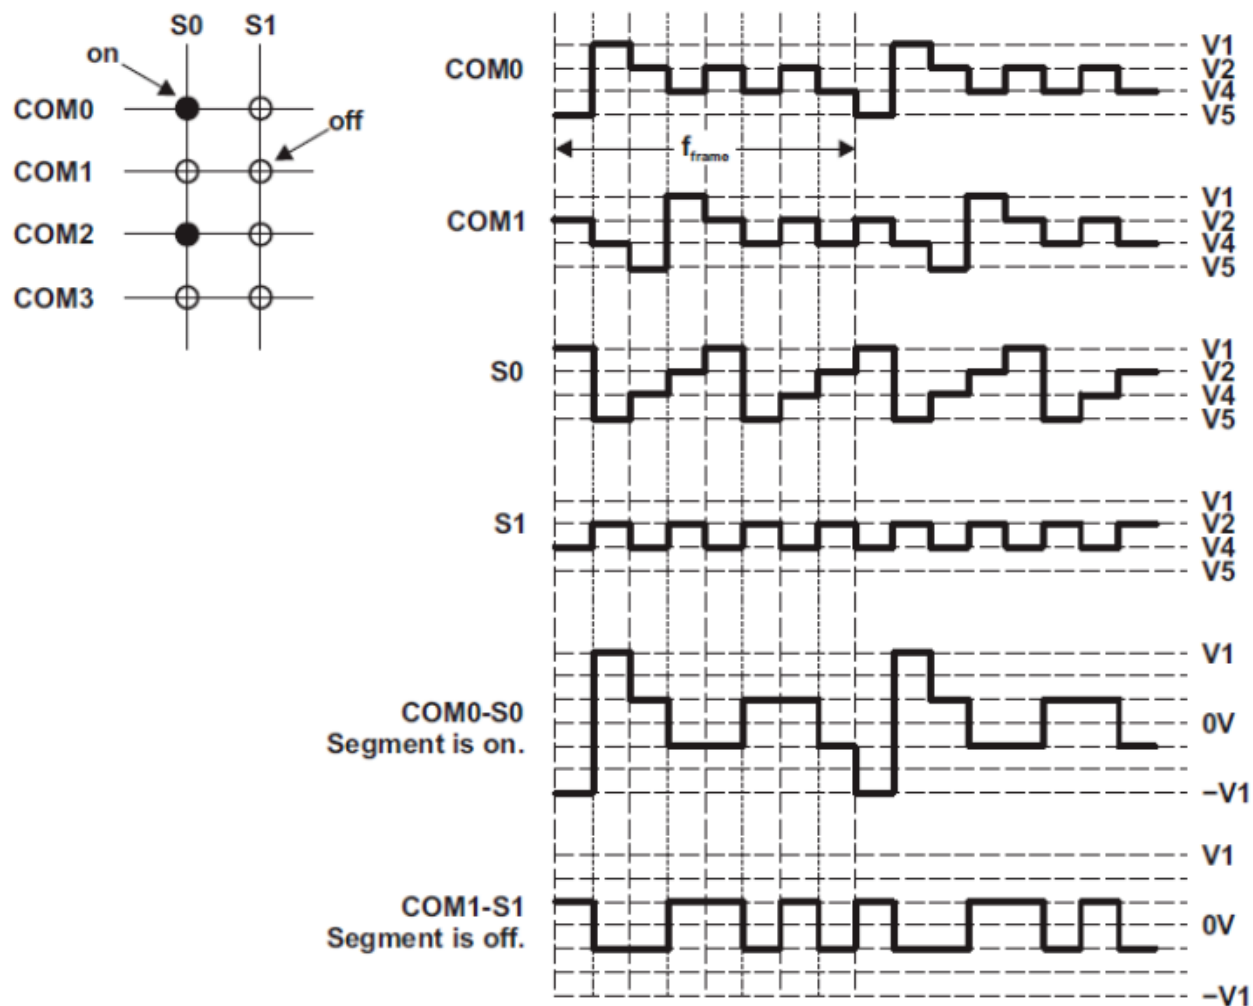 S0 S1
on
COM0
off
COM1
COM2
COM3
COM0
V1
V2
V4
V5
f_frame
COM1
V1
V2
V4
V5
S0
V1
V2
V4
V5
S1
V1
V2
V4
V5
COM0-S0
Segment is on.
V1
0V
−V1
COM1-S1
Segment is off.
V1
0V
−V1